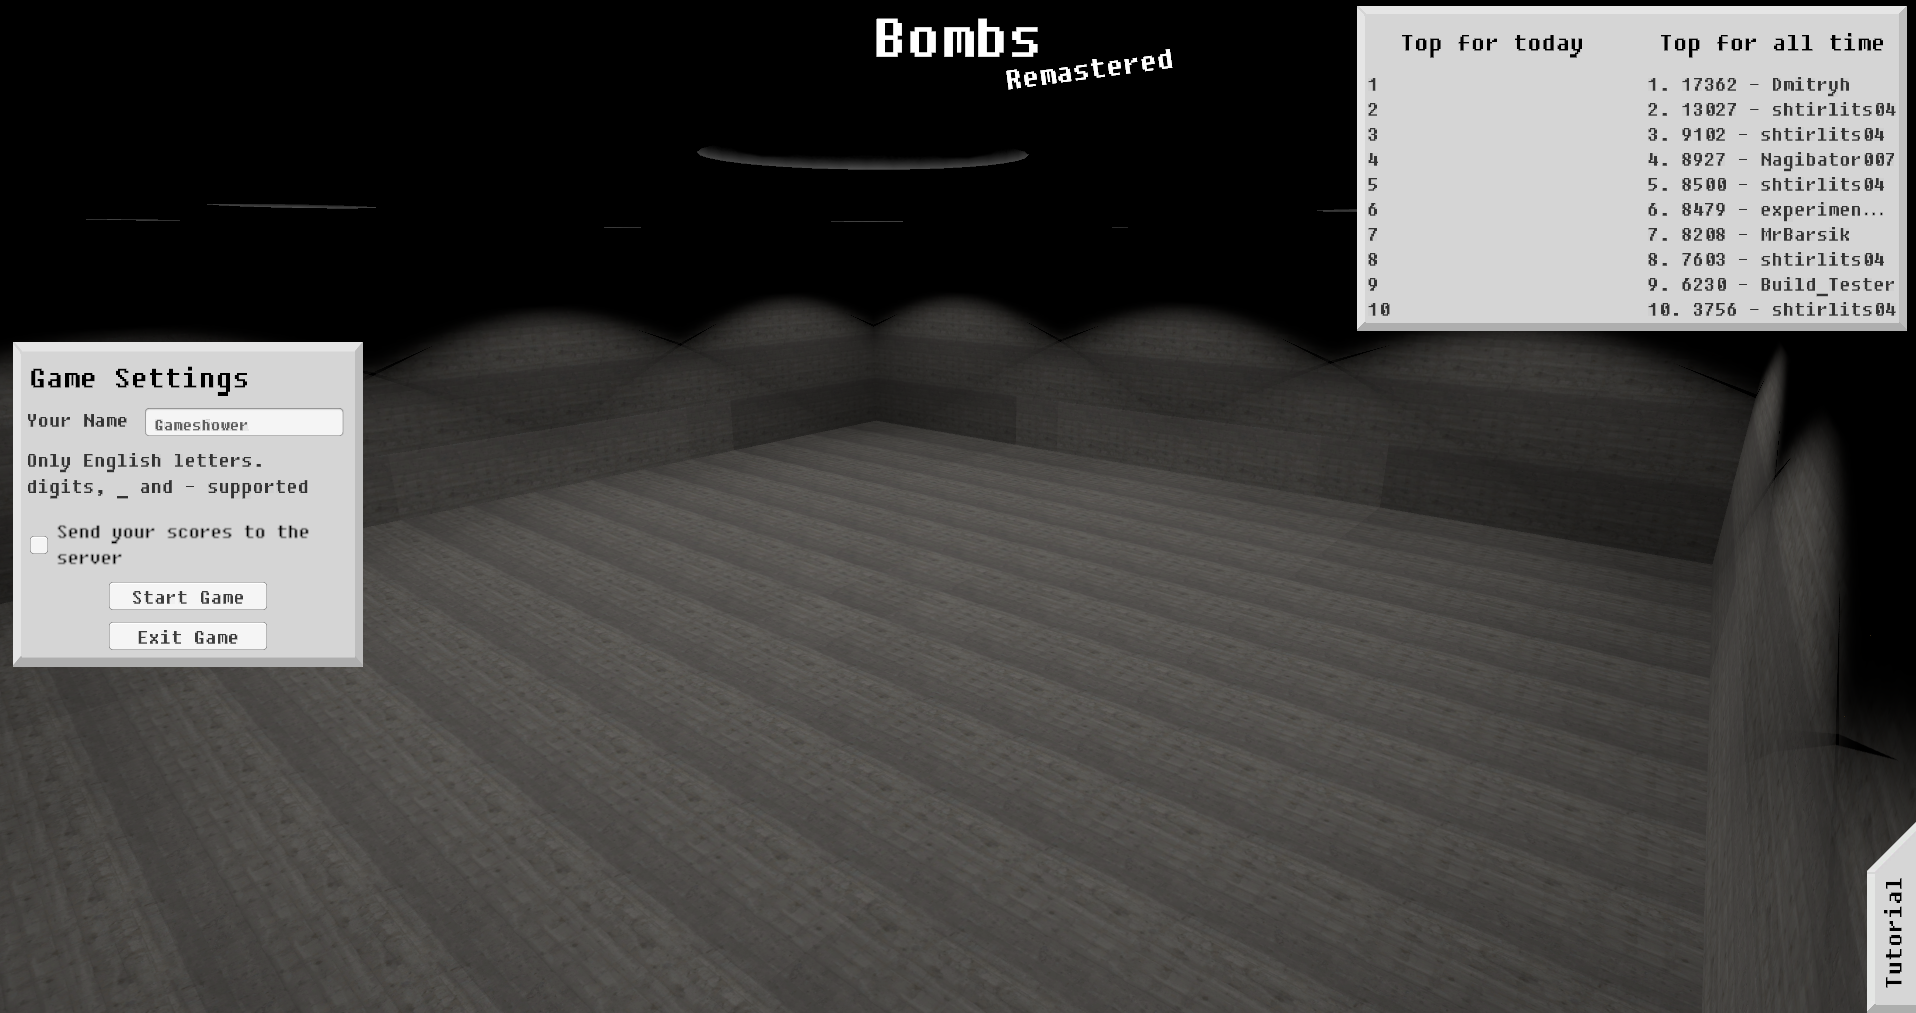 Bombs
Remastered
Top for today
1
2
3
4
5
6
7
8
9
10
Top for all time
1. 17362 - Dmitryh
2. 13027 - shtirlits04
3. 9102 - shtirlits04
4. 8927 - Nagibator007
5. 8500 - shtirlits04
6. 8479 - experimen...
7. 8208 - MrBarsik
8. 7603 - shtirlits04
9. 6230 - Build_Tester
10. 3756 - shtirlits04
Game Settings
Your Name Gameshower
Only English letters.
digits, _ and - supported
Send your scores to the
server
Start Game
Exit Game
Tutorial